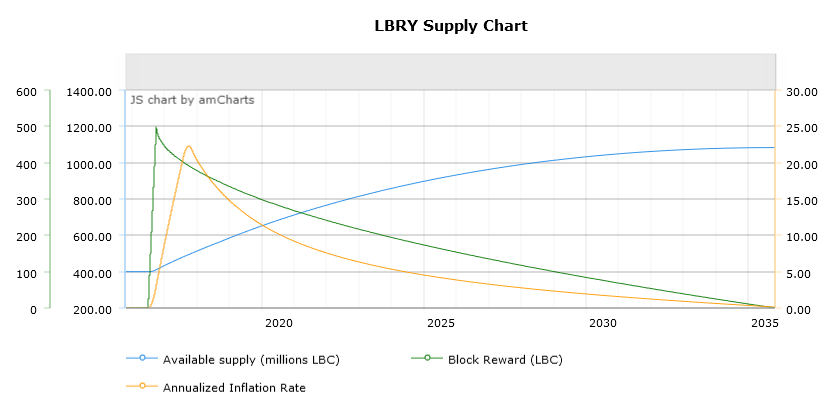 LBRY Supply Chart
JS chart by amCharts
600 1400.00 30.00
500 1200.00 25.00
400 1000.00 20.00
300 800.00 15.00
200 600.00 10.00
100 400.00 5.00
0 200.00 0.00
2020 2025 2030 2035
Available supply (millions LBC) Block Reward (LBC)
Annualized Inflation Rate